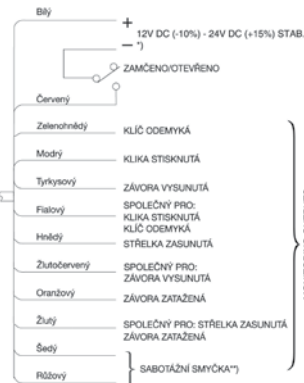 Bílý
+
12V DC (-10%) - 24V DC (+15%) STAB.
− *)
ZAMČENO/OTEVŘENO
Červený
Zelenohnědý
KLÍČ ODEMYKÁ
Modrý
KLIKA STISKNUTÁ
Tyrkysový
ZÁVORA VYSUNUTÁ
Fialový
SPOLEČNÝ PRO:
KLIKA STISKNUTÁ
KLÍČ ODEMYKÁ
Hnědý
STŘELKA ZASUNUTÁ
Žlutočervený
SPOLEČNÝ PRO:
ZÁVORA VYSUNUTÁ
Oranžový
ZÁVORA ZATAŽENÁ
Žlutý
SPOLEČNÝ PRO: STŘELKA ZASUNUTÁ
ZÁVORA ZATAŽENÁ
Šedý
SABOTÁŽNÍ SMYČKA**)
Růžový